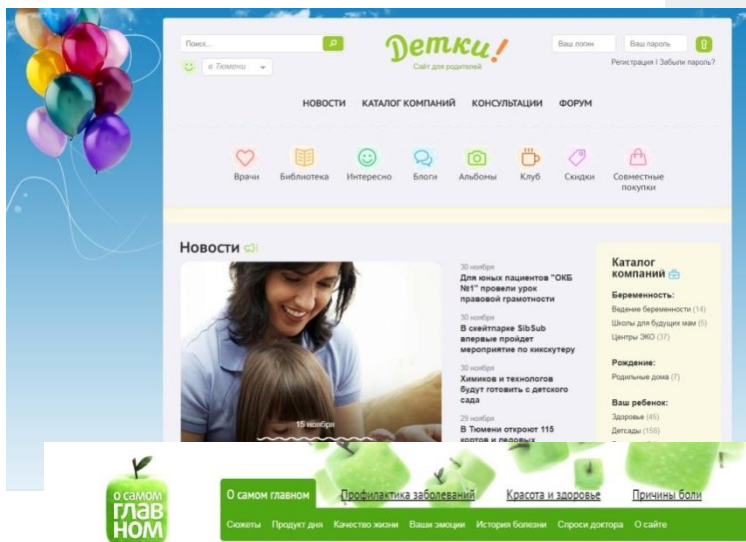 Поиск...
Детки!
Сайт для родителей
Ваш логин
Ваш пароль
в Тюмени
Регистрация | Забыли пароль?
НОВОСТИ КАТАЛОГ КОМПАНИЙ КОНСУЛЬТАЦИИ ФОРУМ
Врачи Библиотека Интересно Блоги Альбомы Клуб Скидки Совместные
покупки
Новости
15 ноября
30 ноября
Для юных пациентов "ОКБ
№1" провели урок
правовой грамотности
30 ноября
В скейтпарке SibSub
впервые пройдет
мероприятие по кикскутеру
30 ноября
Химиков и технологов
будут готовить с детского
сада
29 ноября
В Тюмени откроют 115
кортов и ледовых
Каталог
компаний
Беременность:
Ведение беременности (14)
Школы для будущих мам (5)
Центры ЭКО (37)
Рождение:
Родильные дома (7)
Ваш ребенок:
Здоровье (45)
Детсады (158)
О САМОМ
ГЛАВ
НОМ
О самом главном Профилактика заболеваний Красота и здоровье Причины боли
Сюжеты Продукт дня Качество жизни Ваши эмоции История болезни Спроси доктора О сайте